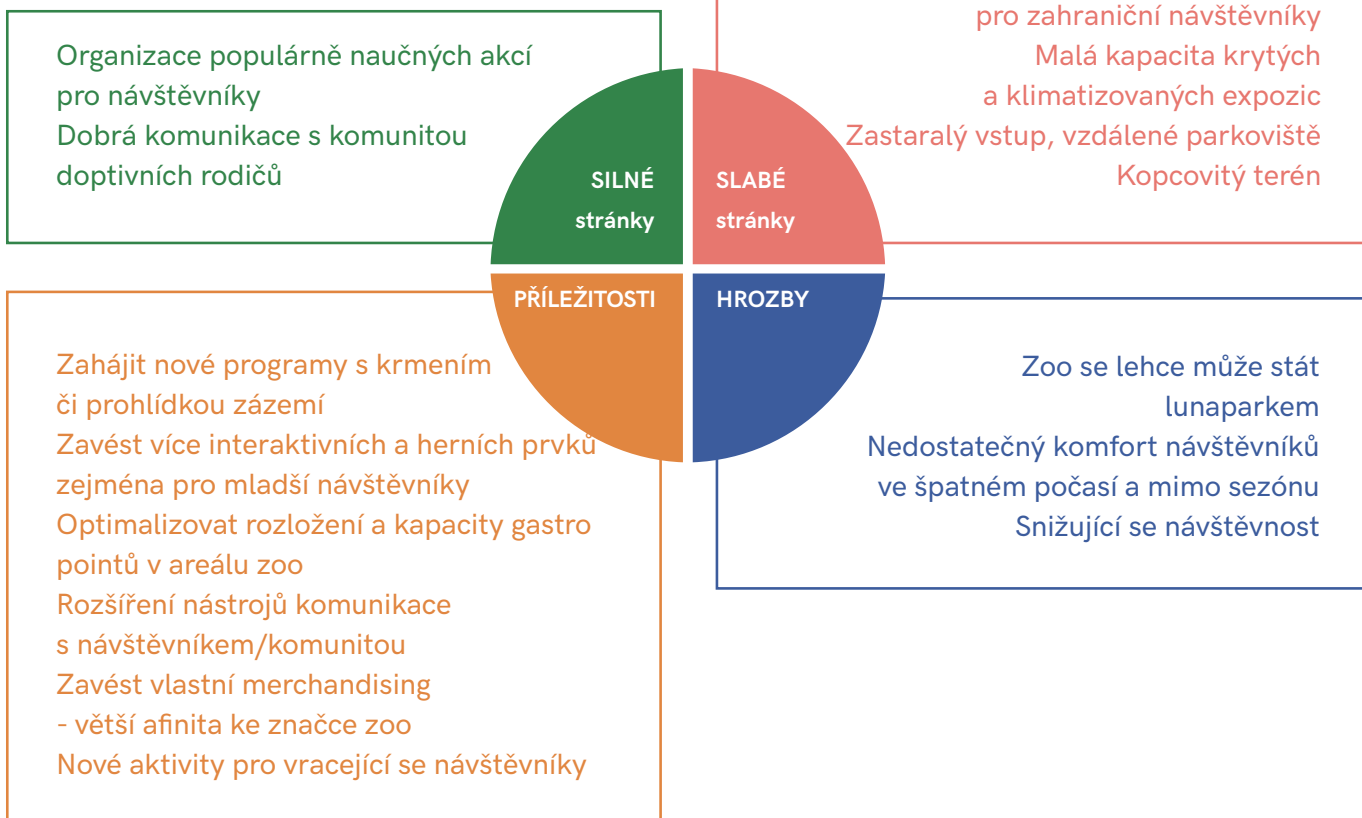 Organizace populárně naučných akcí
pro návštěvníky
Dobrá komunikace s komunitou
doptivních rodičů
pro zahraniční návštěvníky
Malá kapacita krytých
a klimatizovaných expozic
Zastaralý vstup, vzdálené parkoviště
Kopcovitý terén
SILNÉ
stránky
SLABÉ
stránky
PŘÍLEŽITOSTI
HROZBY
Zahájit nové programy s krmením
či prohlídkou zázemí
Zavést více interaktivních a herních prvků
zejména pro mladší návštěvníky
Optimalizovat rozložení a kapacity gastro
pointů v areálu zoo
Rozšíření nástrojů komunikace
s návštěvníkem/komunitou
Zavést vlastní merchandising
- větší afinita ke značce zoo
Nové aktivity pro vracející se návštěvníky
Zoo se lehce může stát
lunaparkem
Nedostatečný komfort návštěvníků
ve špatném počasí a mimo sezónu
Snižující se návštěvnost